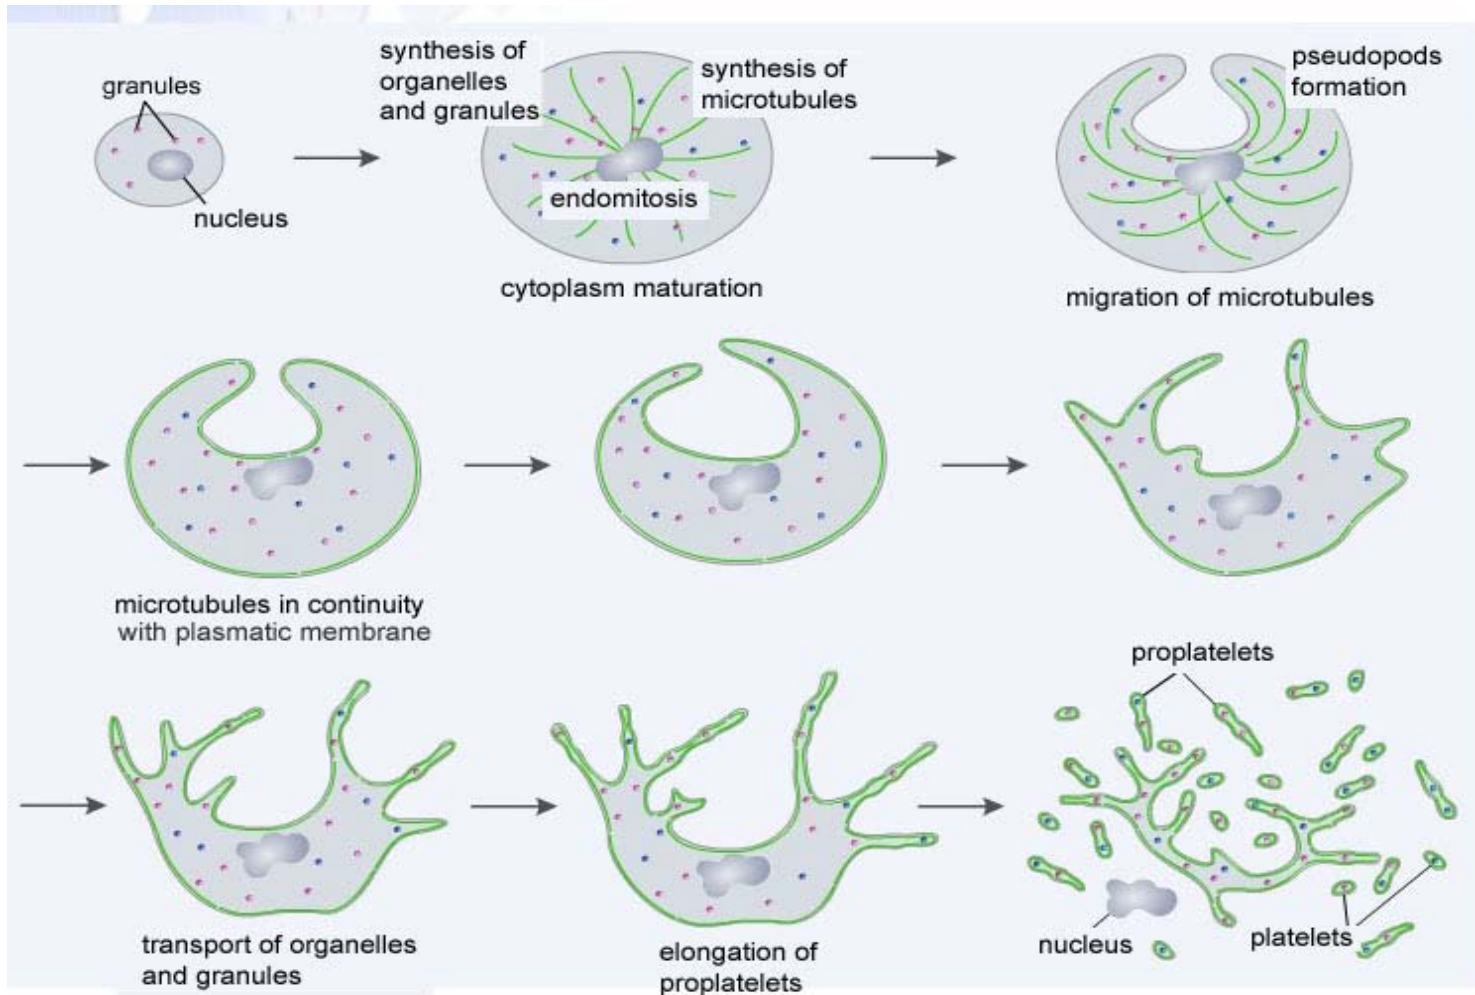 granules
nucleus
synthesis of
organelles
and granules
synthesis of
microtubules
endomitosis
cytoplasm maturation
pseudopods
formation
migration of microtubules
microtubules in continuity
with plasmatic membrane
transport of organelles
and granules
elongation of
proplatelets
proplatelets
nucleus
platelets